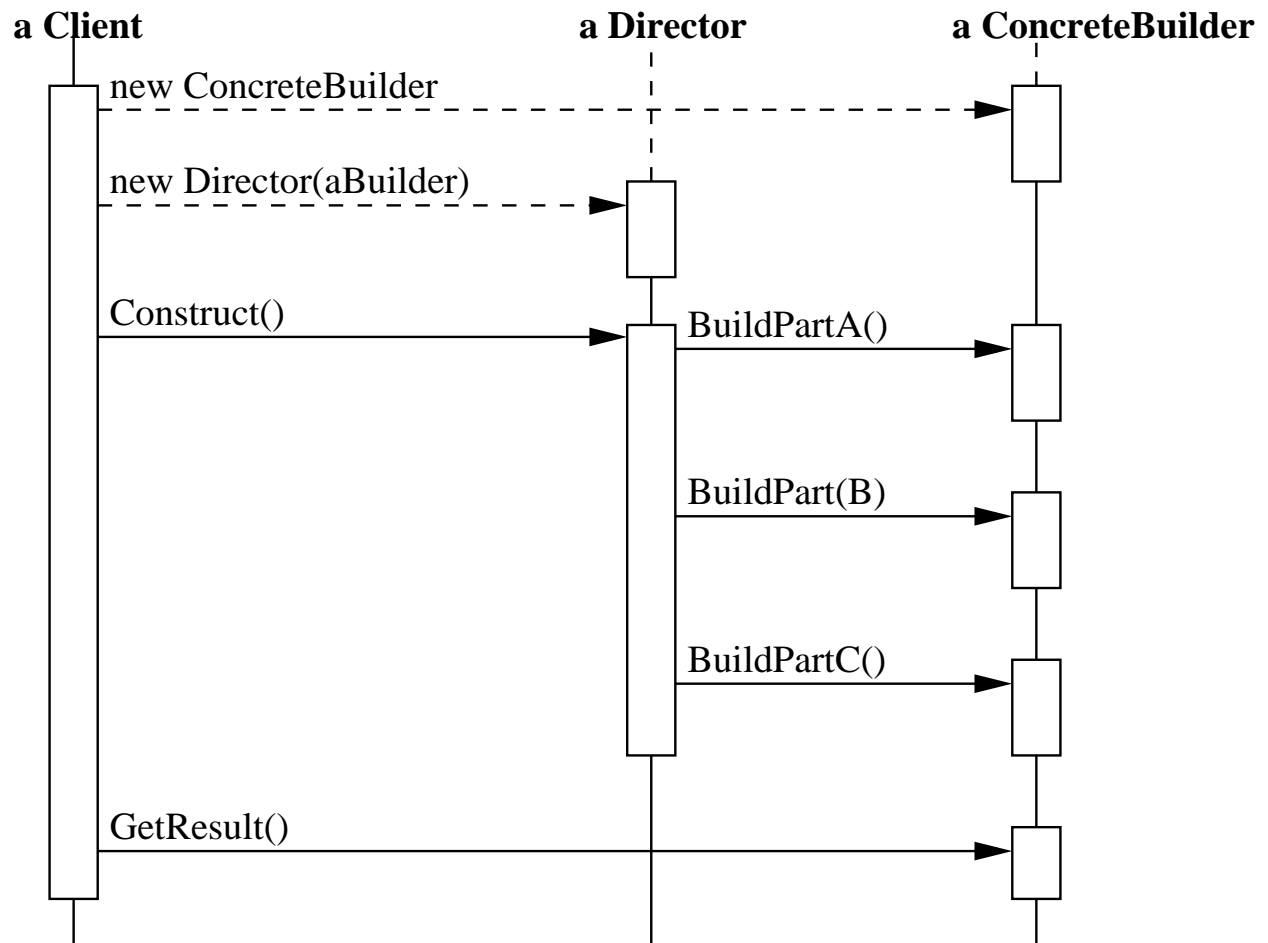 a Client
a Director
a ConcreteBuilder
new ConcreteBuilder
new Director(aBuilder)
Construct()
BuildPartA()
BuildPart(B)
BuildPartC()
GetResult()